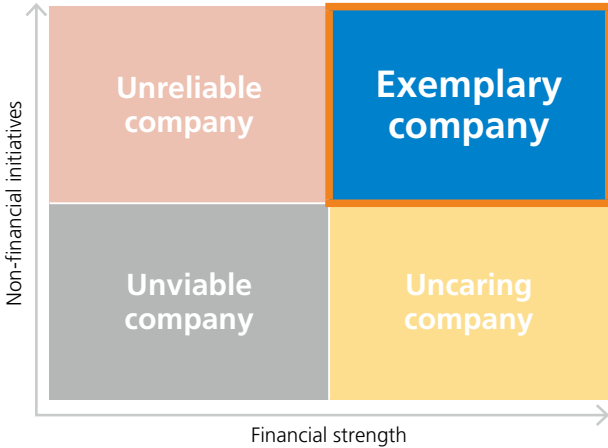 Non-financial initiatives
Unreliable
company
Exemplary
company
Unviable
company
Uncaring
company
Financial strength